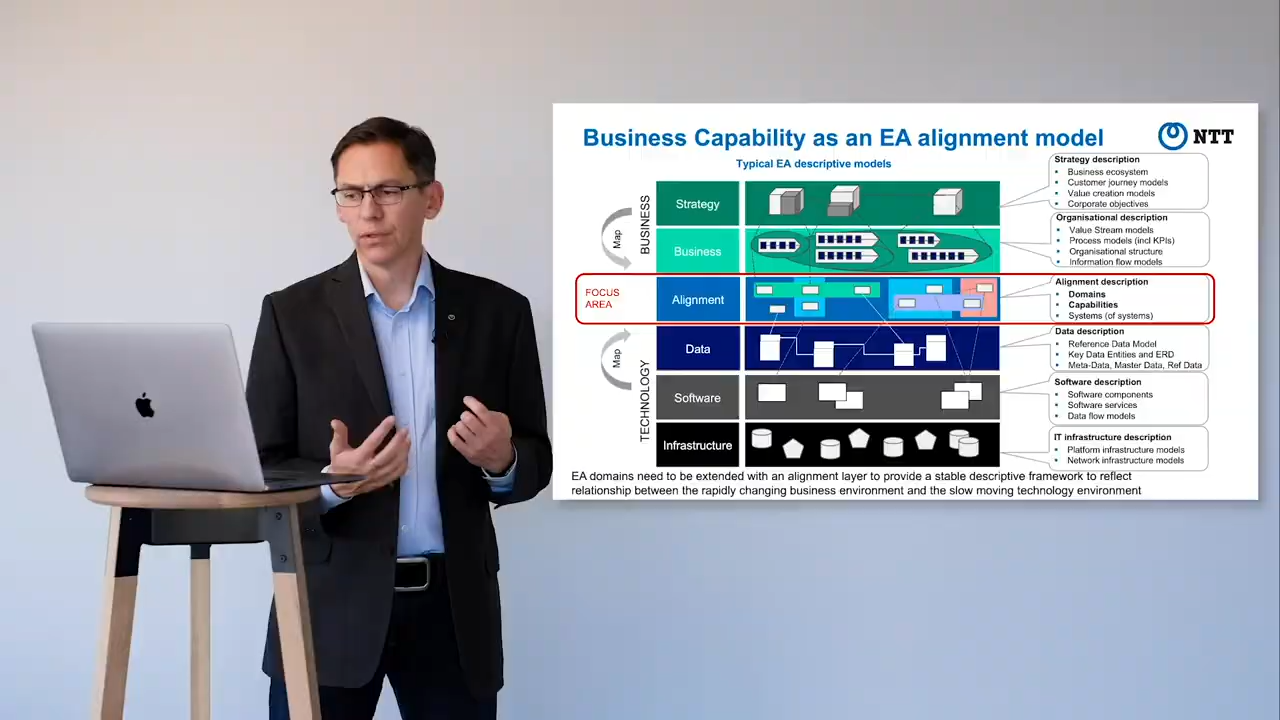 Business Capability as an EA alignment model
NTT
Typical EA descriptive models
BUSINESS
Map
Strategy
Business
FOCUS
AREA
Alignment
Map
TECHNOLOGY
Data
Software
Infrastructure
Strategy description
▪ Business ecosystem
▪ Customer journey models
▪ Value creation models
▪ Corporate objectives
Organisational description
▪ Value Stream models
▪ Process models (incl KPIs)
▪ Organisational structure
▪ Information flow models
Alignment description
▪ Domains
▪ Capabilities
▪ Systems (of systems)
Data description
▪ Reference Data Model
▪ Key Data Entities and ERD
▪ Meta-Data, Master Data, Ref Data
Software description
▪ Software components
▪ Software services
▪ Data flow models
IT infrastructure description
▪ Platform infrastructure models
▪ Network infrastructure models
EA domains need to be extended with an alignment layer to provide a stable descriptive framework to reflect
relationship between the rapidly changing business environment and the slow moving technology environment